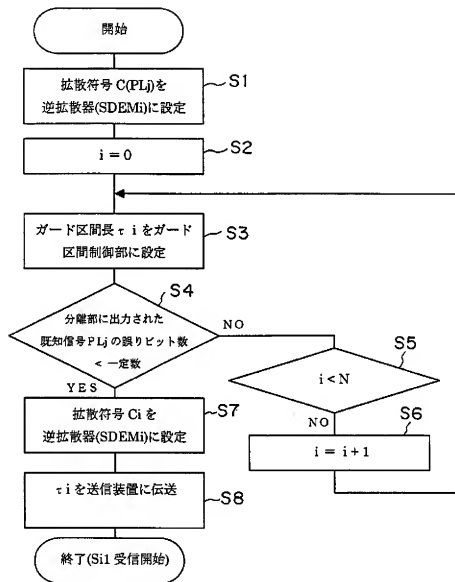 開始
拡散符号 C(PLj)を
逆拡散器(SDEMi)に設定
S1
i = 0
S2
ガード区間長τ i をガード
区間制御部に設定
S3
分離部に出力された
既知信号PLj の誤りビット数
< 一定数
S4
NO
YES
i < N
S5
NO
i = i + 1
S6
拡散符号 Ci を
逆拡散器(SDEMi)に設定
S7
τ i を送信装置に伝送
S8
終了(Si1 受信開始)